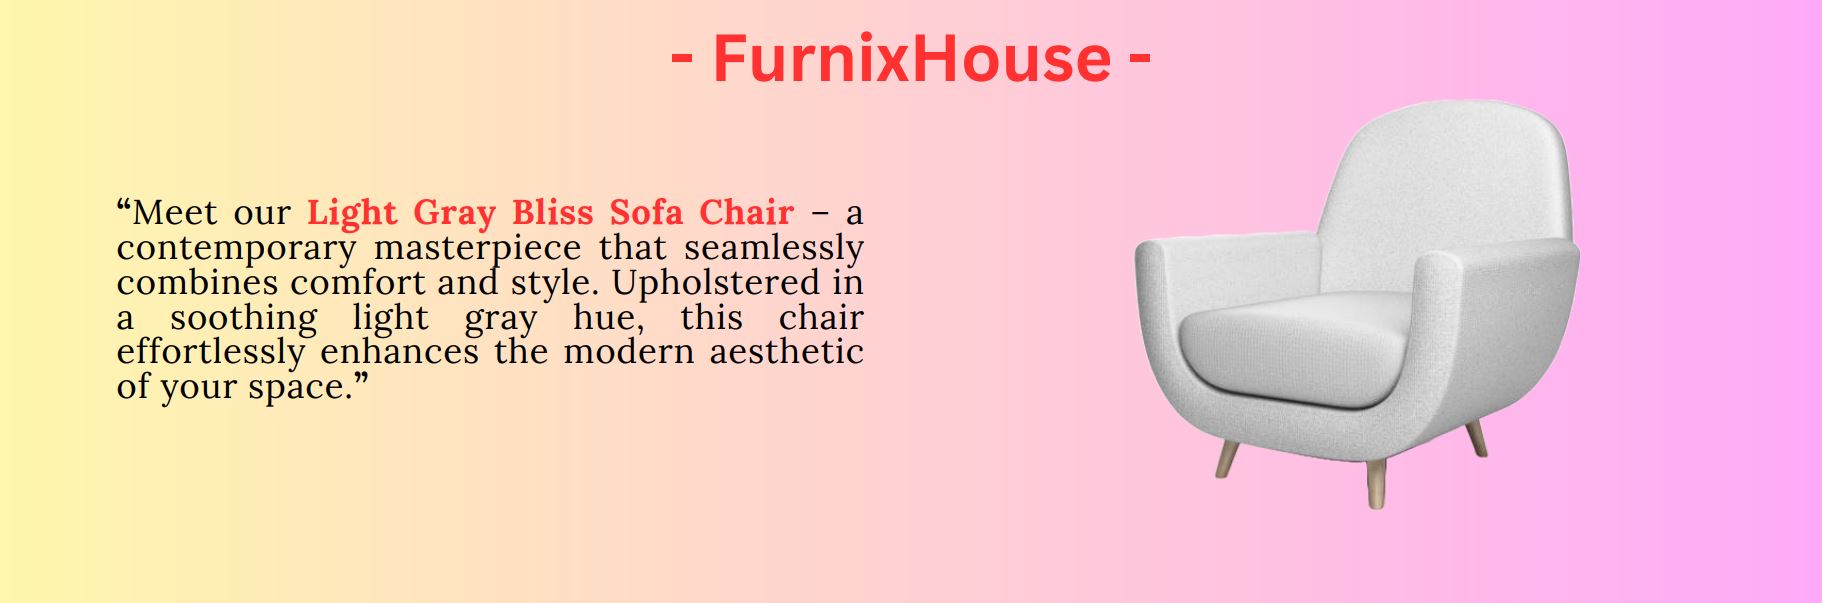 - FurnixHouse -
❝Meet our Light Gray Bliss Sofa Chair – a
contemporary masterpiece that seamlessly
combines comfort and style. Upholstered in
a soothing light gray hue, this chair
effortlessly enhances the modern aesthetic
of your space.❞